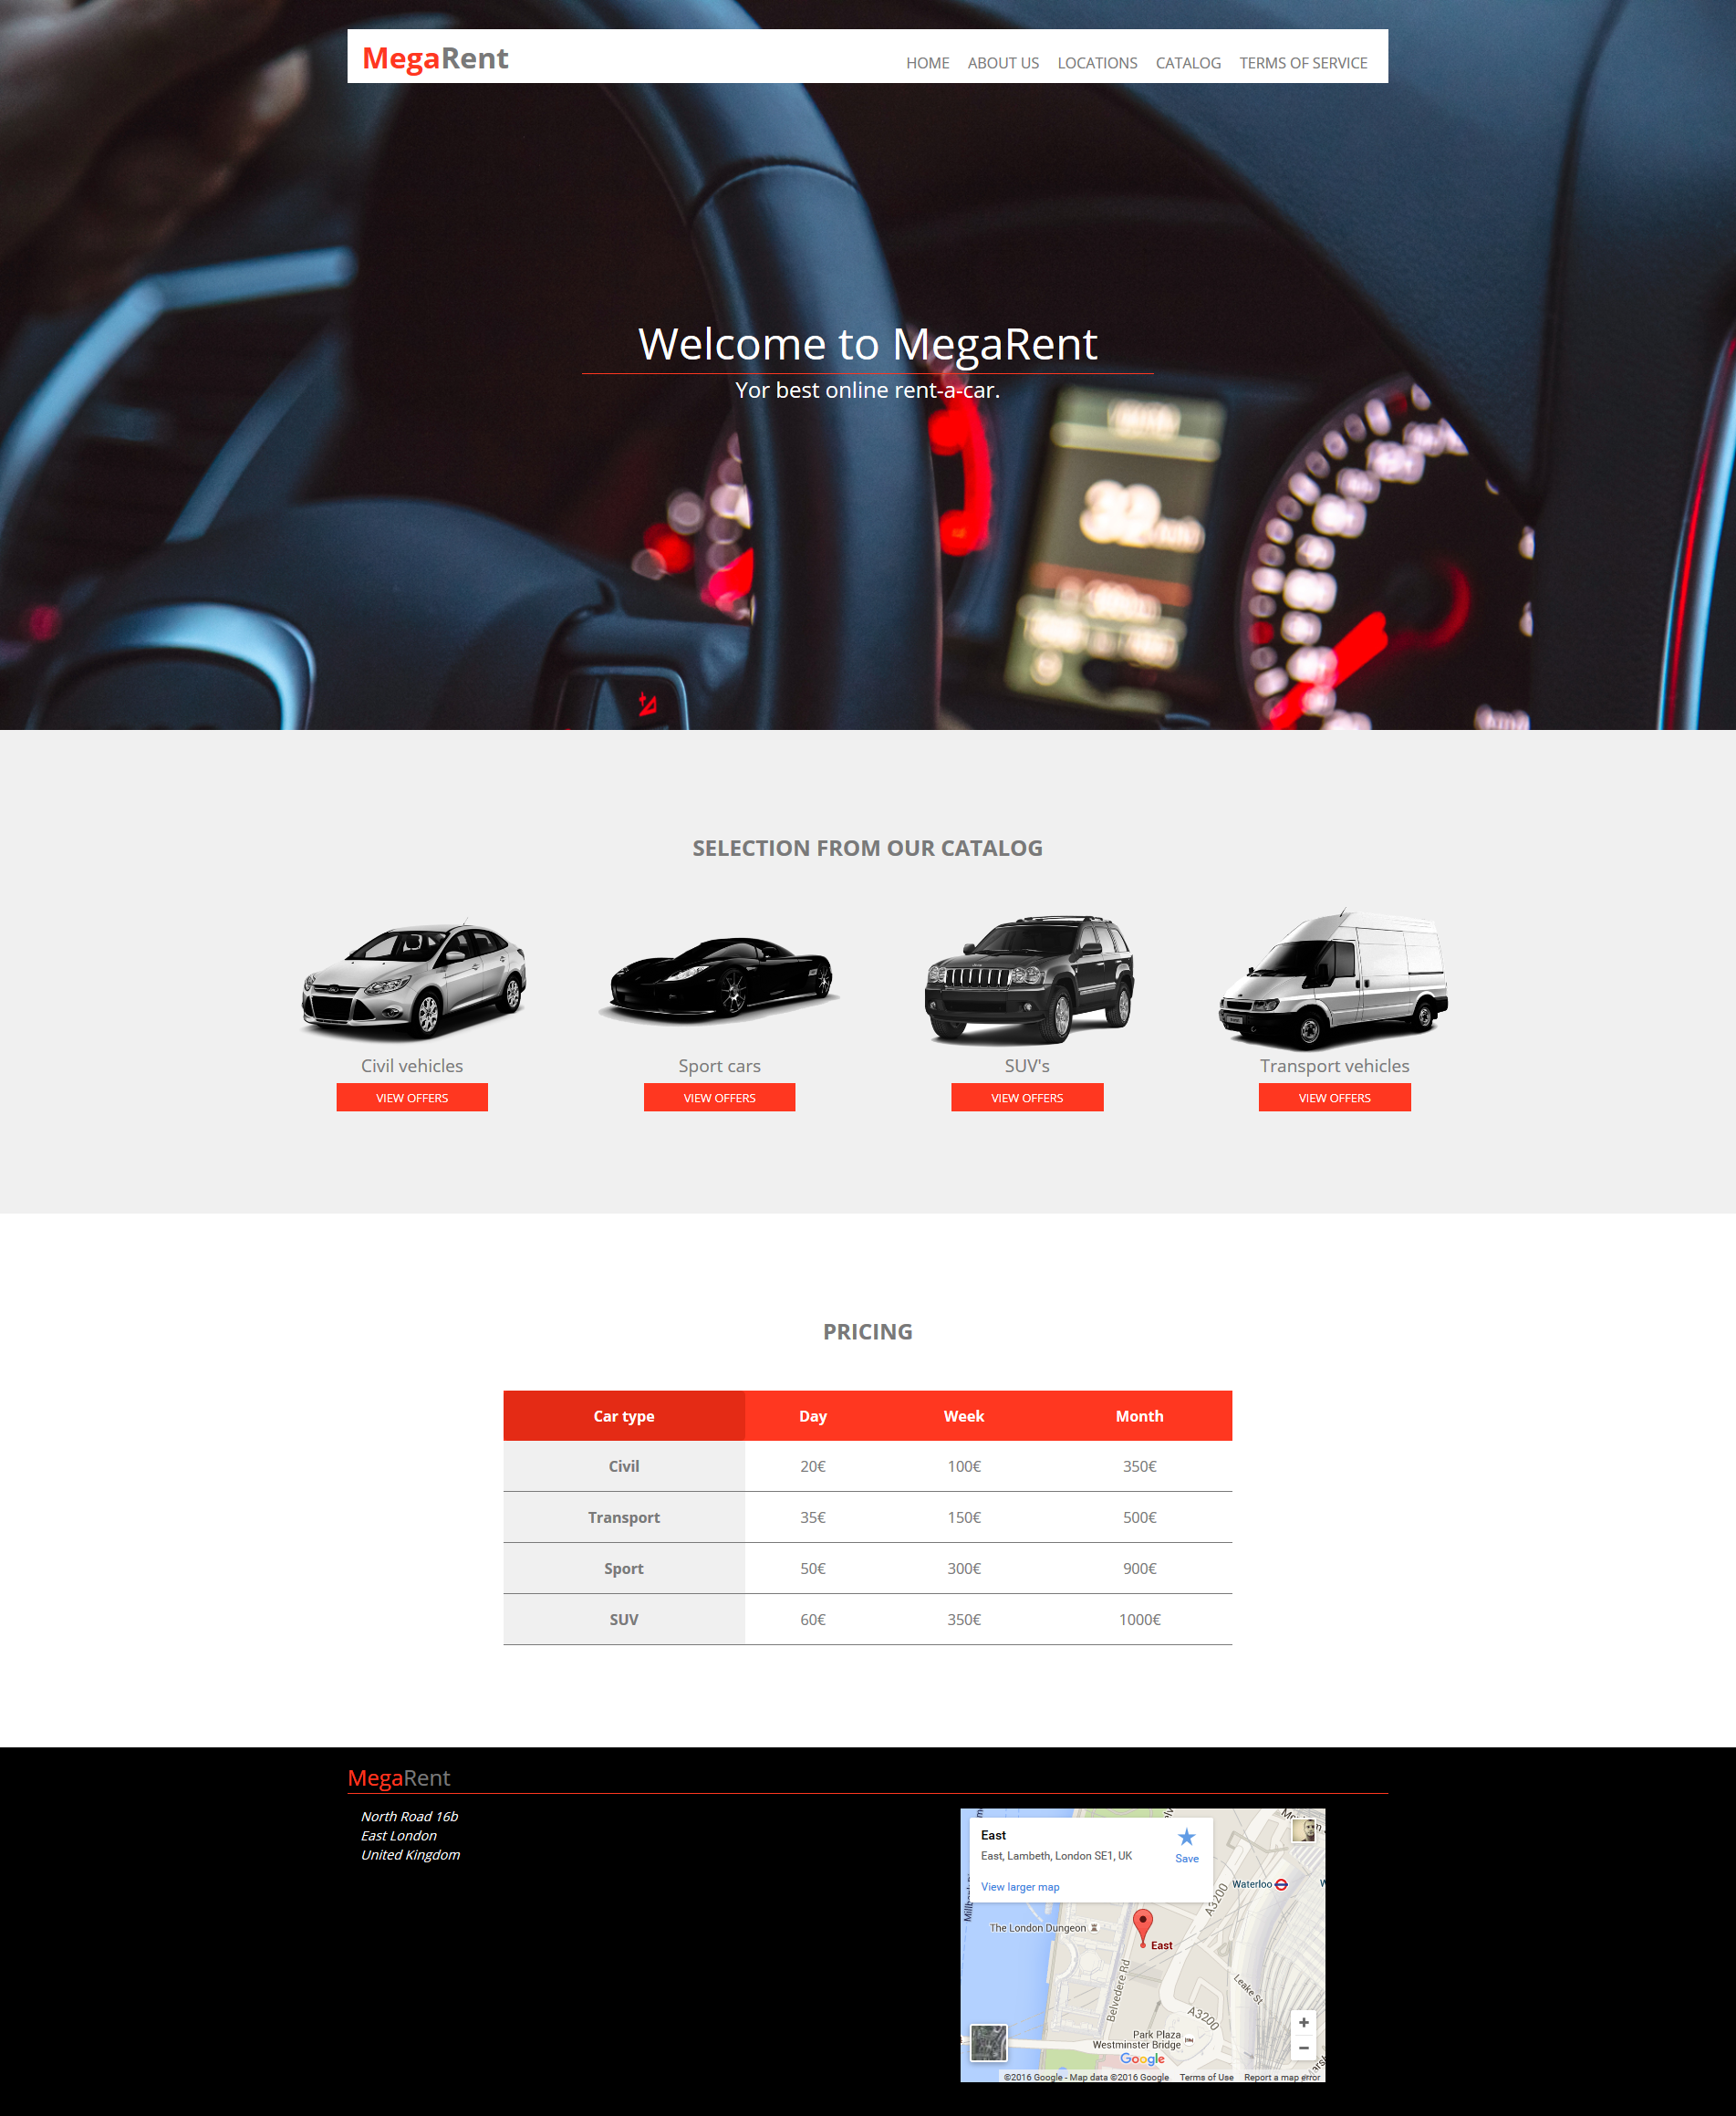 MegaRent
HOME ABOUT US LOCATIONS CATALOG TERMS OF SERVICE
Welcome to MegaRent
Yor best online rent-a-car.
SELECTION FROM OUR CATALOG
Civil vehicles Sport cars SUV's Transport vehicles
VIEW OFFERS VIEW OFFERS VIEW OFFERS VIEW OFFERS
PRICING
Car type Day Week Month
Civil 20€ 100€ 350€
Transport 35€ 150€ 500€
Sport 50€ 300€ 900€
SUV 60€ 350€ 1000€
MegaRent
North Road 16b
East London
United Kingdom
East
Save
East, Lambeth, London SE1, UK
View larger map
Waterloo
A3200
The London Dungeon
East
Belvedere Rd
Leake St
A3200
Park Plaza
Westminster Bridge
Google
©2016 Google - Map data ©2016 Google Terms of Use Report a map error